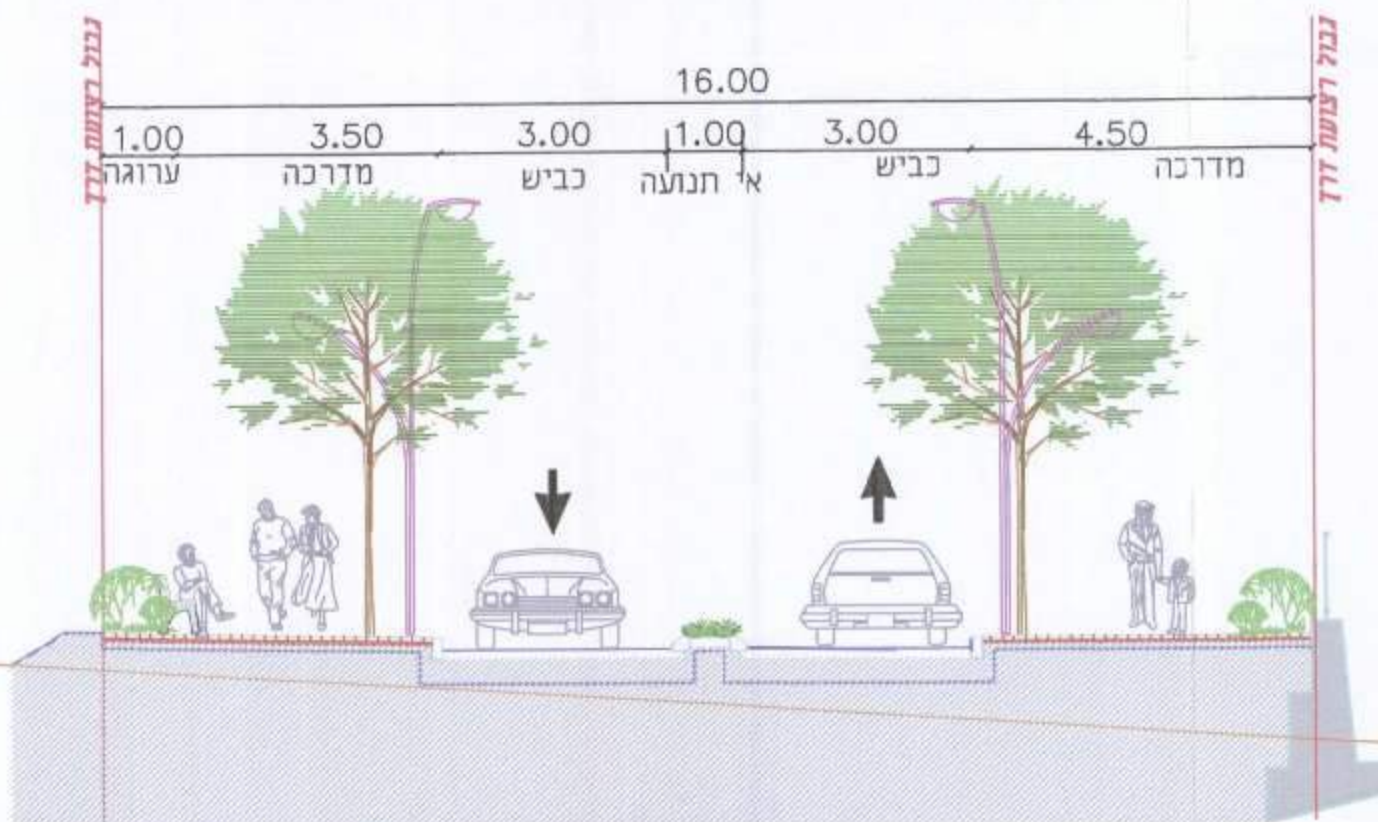 גבול רצועת דרך
גבול רצועת דרך
16.00
1.00 3.50 3.00 1.00 3.00 4.50
ערוגה מדרכה כביש א' תנועה כביש מדרכה